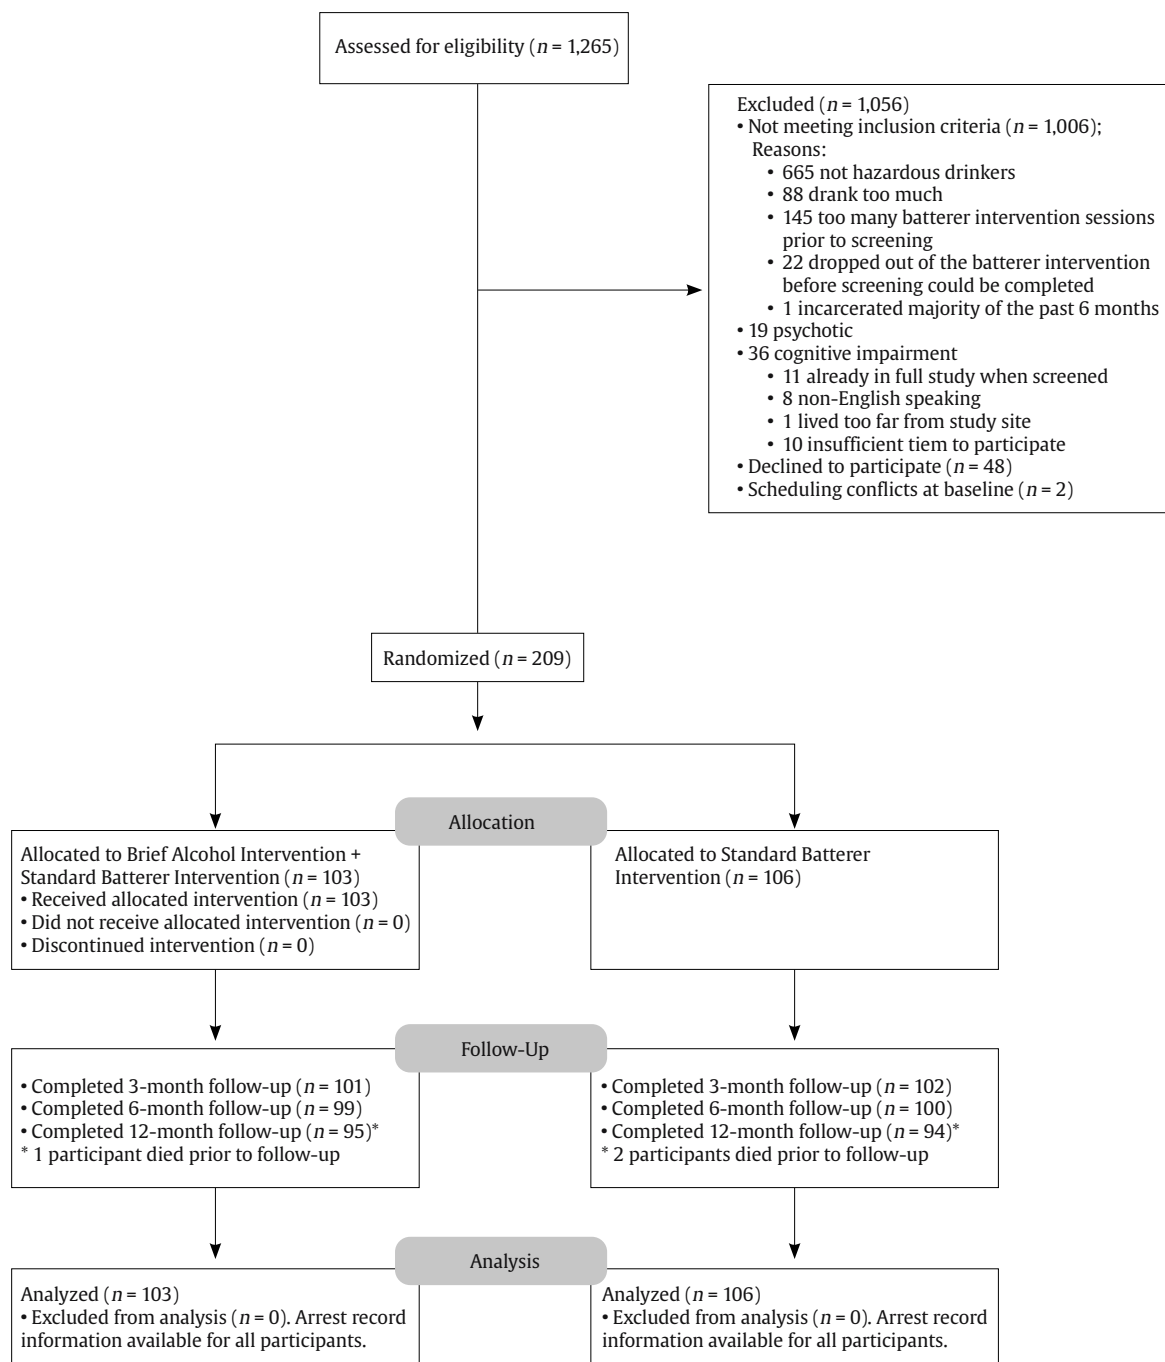 Assessed for eligibility (n = 1,265)
Excluded (n = 1,056)
• Not meeting inclusion criteria (n = 1,006);
Reasons:
• 665 not hazardous drinkers
• 88 drank too much
• 145 too many batterer intervention sessions
prior to screening
• 22 dropped out of the batterer intervention
before screening could be completed
• 1 incarcerated majority of the past 6 months
• 19 psychotic
• 36 cognitive impairment
• 11 already in full study when screened
• 8 non-English speaking
• 1 lived too far from study site
• 10 insufficient tiem to participate
• Declined to participate (n = 48)
• Scheduling conflicts at baseline (n = 2)
Randomized (n = 209)
Allocation
Allocated to Brief Alcohol Intervention +
Standard Batterer Intervention (n = 103)
• Received allocated intervention (n = 103)
• Did not receive allocated intervention (n = 0)
• Discontinued intervention (n = 0)
Allocated to Standard Batterer
Intervention (n = 106)
Follow-Up
• Completed 3-month follow-up (n = 101)
• Completed 6-month follow-up (n = 99)
• Completed 12-month follow-up (n = 95)*
* 1 participant died prior to follow-up
• Completed 3-month follow-up (n = 102)
• Completed 6-month follow-up (n = 100)
• Completed 12-month follow-up (n = 94)*
* 2 participants died prior to follow-up
Analysis
Analyzed (n = 103)
• Excluded from analysis (n = 0). Arrest record
information available for all participants.
Analyzed (n = 106)
• Excluded from analysis (n = 0). Arrest record
information available for all participants.